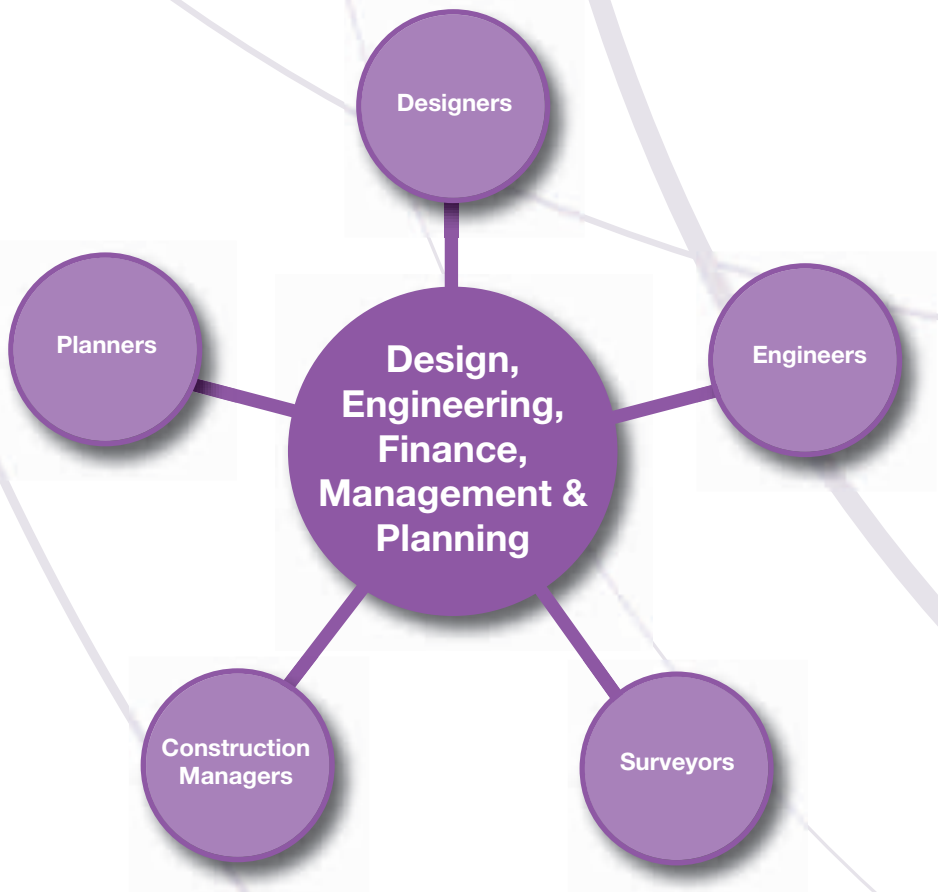 Designers
Planners
Engineers
Design,
Engineering,
Finance,
Management &
Planning
Construction
Managers
Surveyors